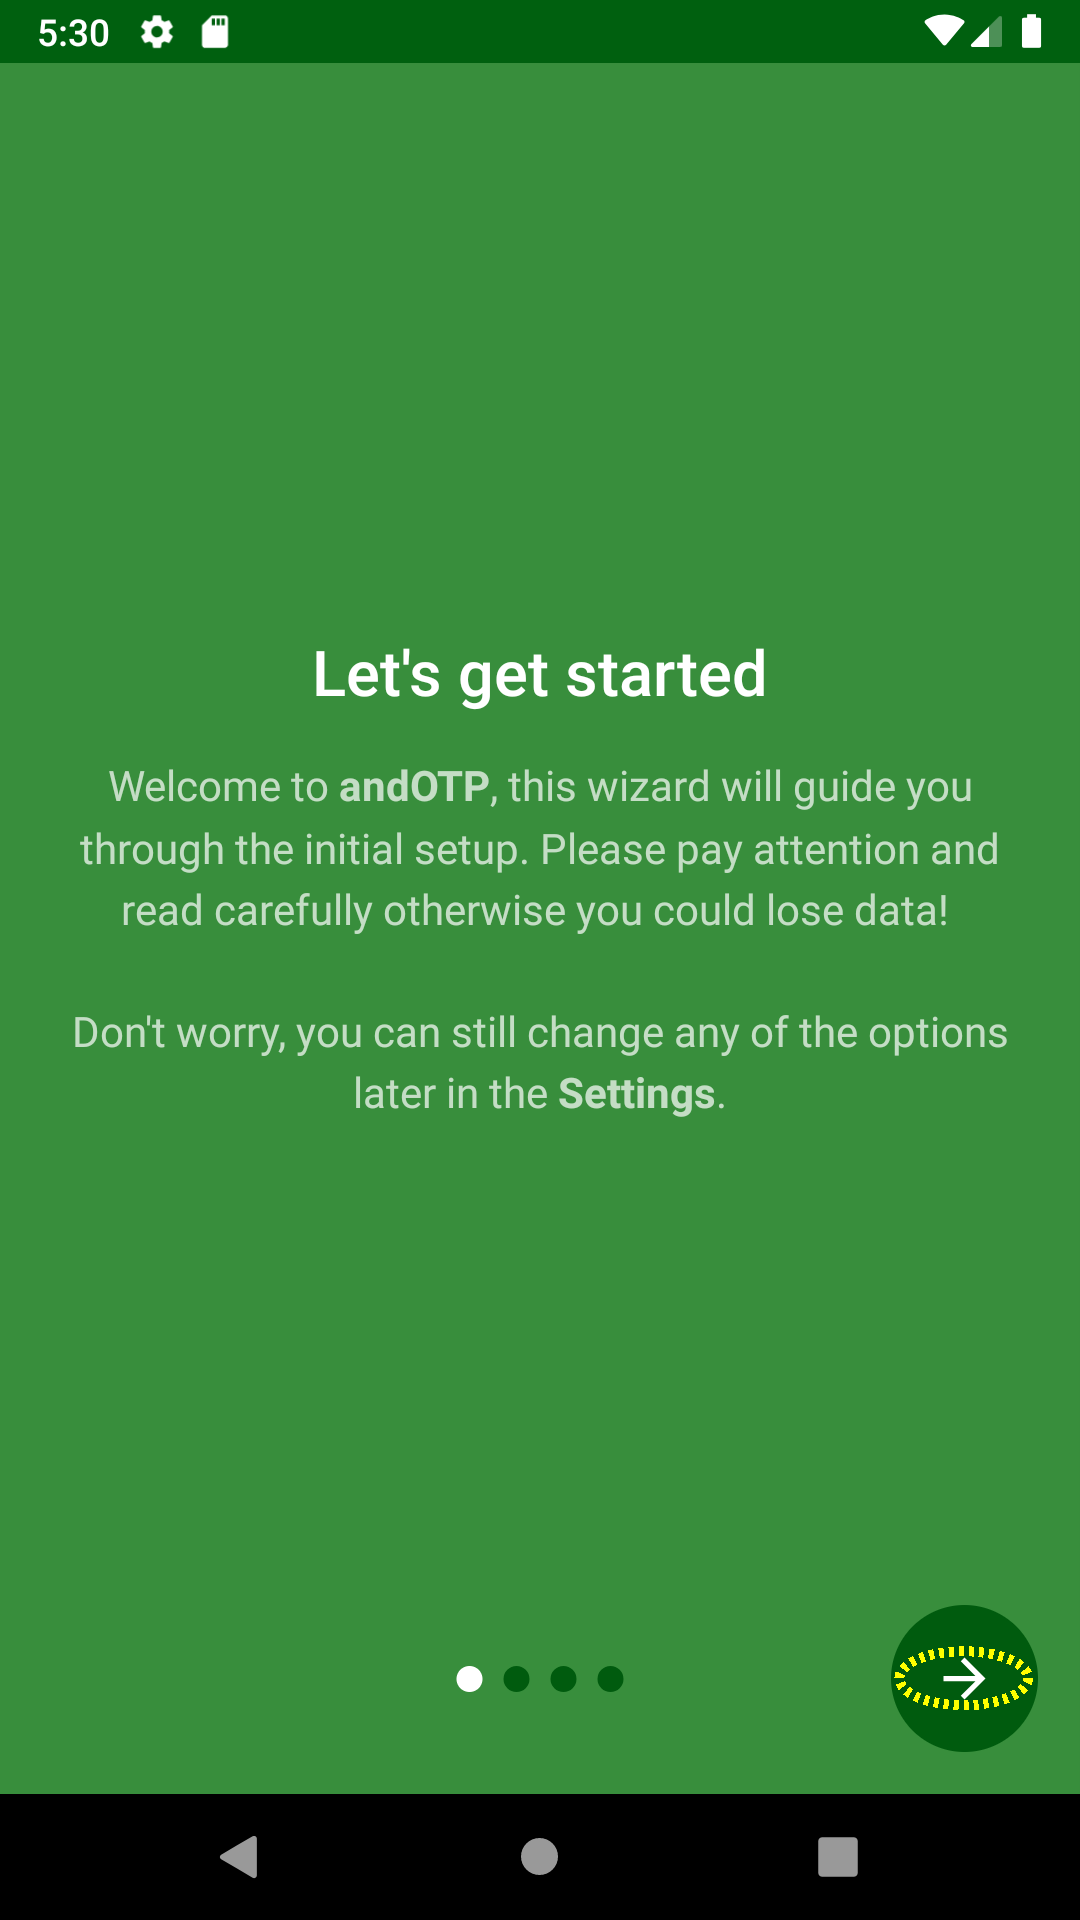 5:30
Let's get started
Welcome to andOTP, this wizard will guide you
through the initial setup. Please pay attention and
read carefully otherwise you could lose data!
Don't worry, you can still change any of the options
later in the Settings.